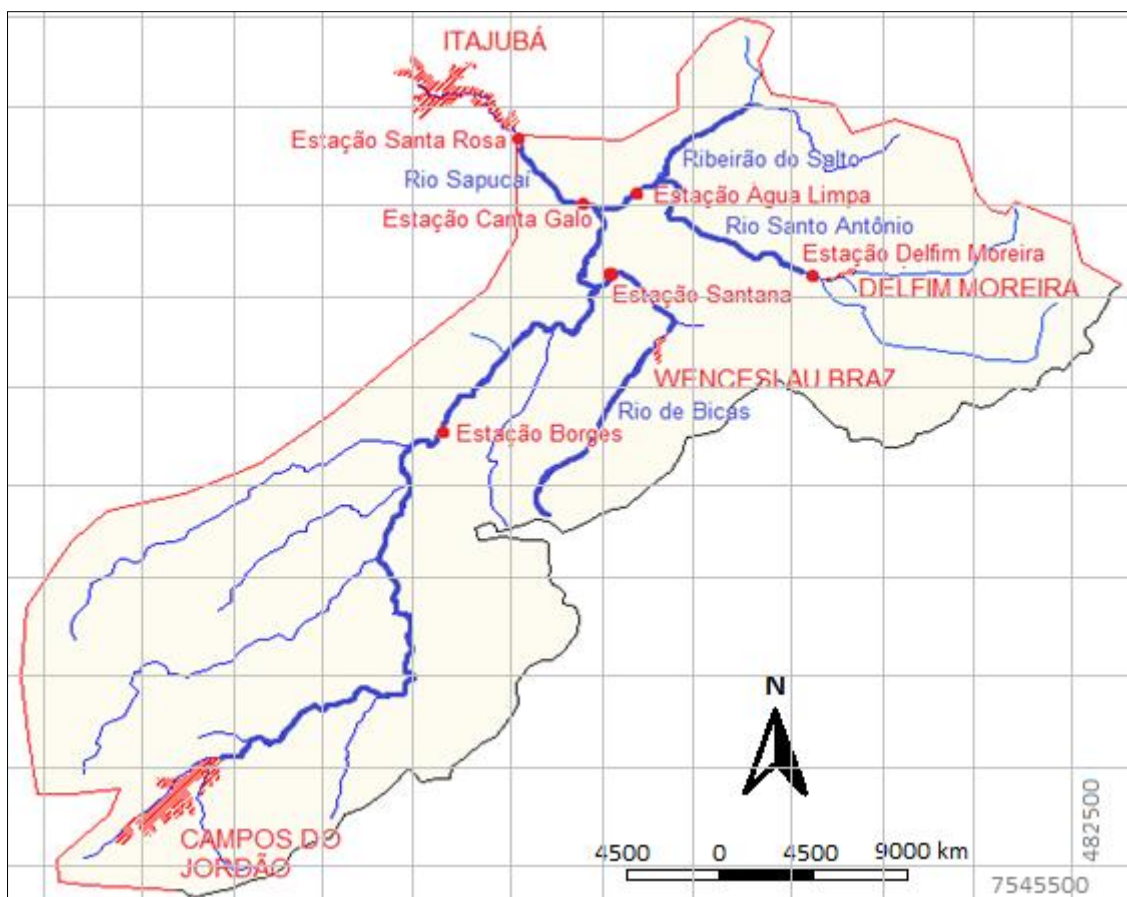 ITAJUBÁ
Estação Santa Rosa
Ribeirão do Salto
Rio Sapucaí
Estação Água Limpa
Estação Canta Galo
Rio Santo Antônio
Estação Delfim Moreira
DELFIM MOREIRA
Estação Santana
WENCESLAU BRAZ
Rio de Bicas
Estação Borges
N
CAMPOS DO
JORDÃO
4500 0 4500 9000 km
482500
7545500